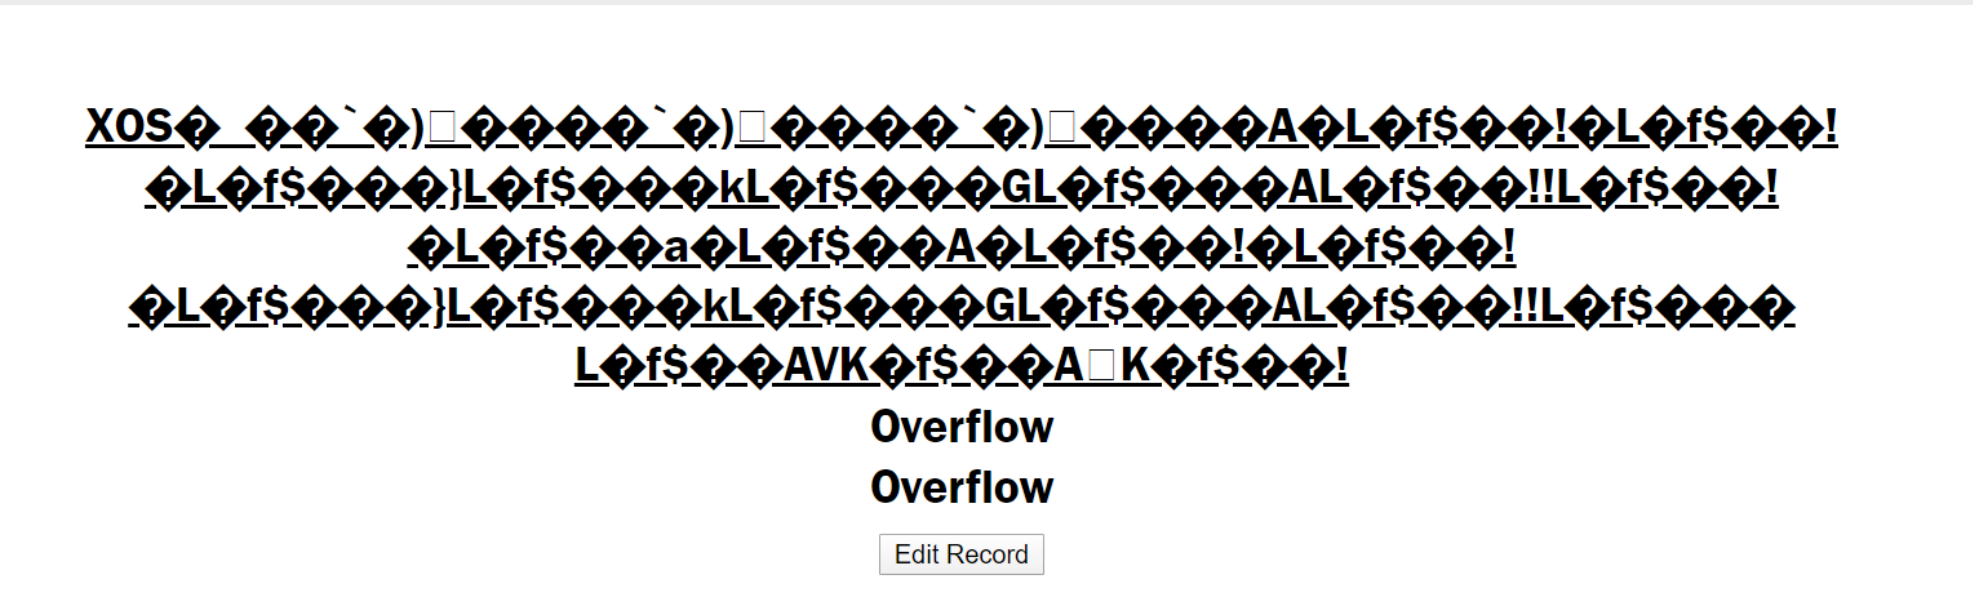 XOS� ��`�)□����`�)□����`�)□����A�L�f$��!�L�f$��!
�L�f$���}L�f$���kL�f$���GL�f$���AL�f$��!!L�f$��!
�L�f$��a�L�f$��A�L�f$��!�L�f$��!
�L�f$���}L�f$���kL�f$���GL�f$���AL�f$��!!L�f$���
L�f$��AVK�f$��A□K�f$��!
Overflow
Overflow
Edit Record